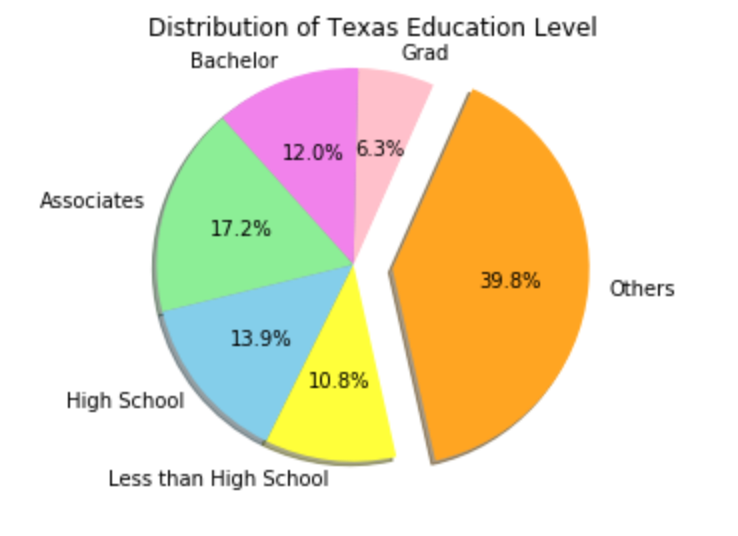 Distribution of Texas Education Level
Grad
Bachelor
12.0%
6.3%
Associates
17.2%
39.8%
Others
13.9%
10.8%
High School
Less than High School